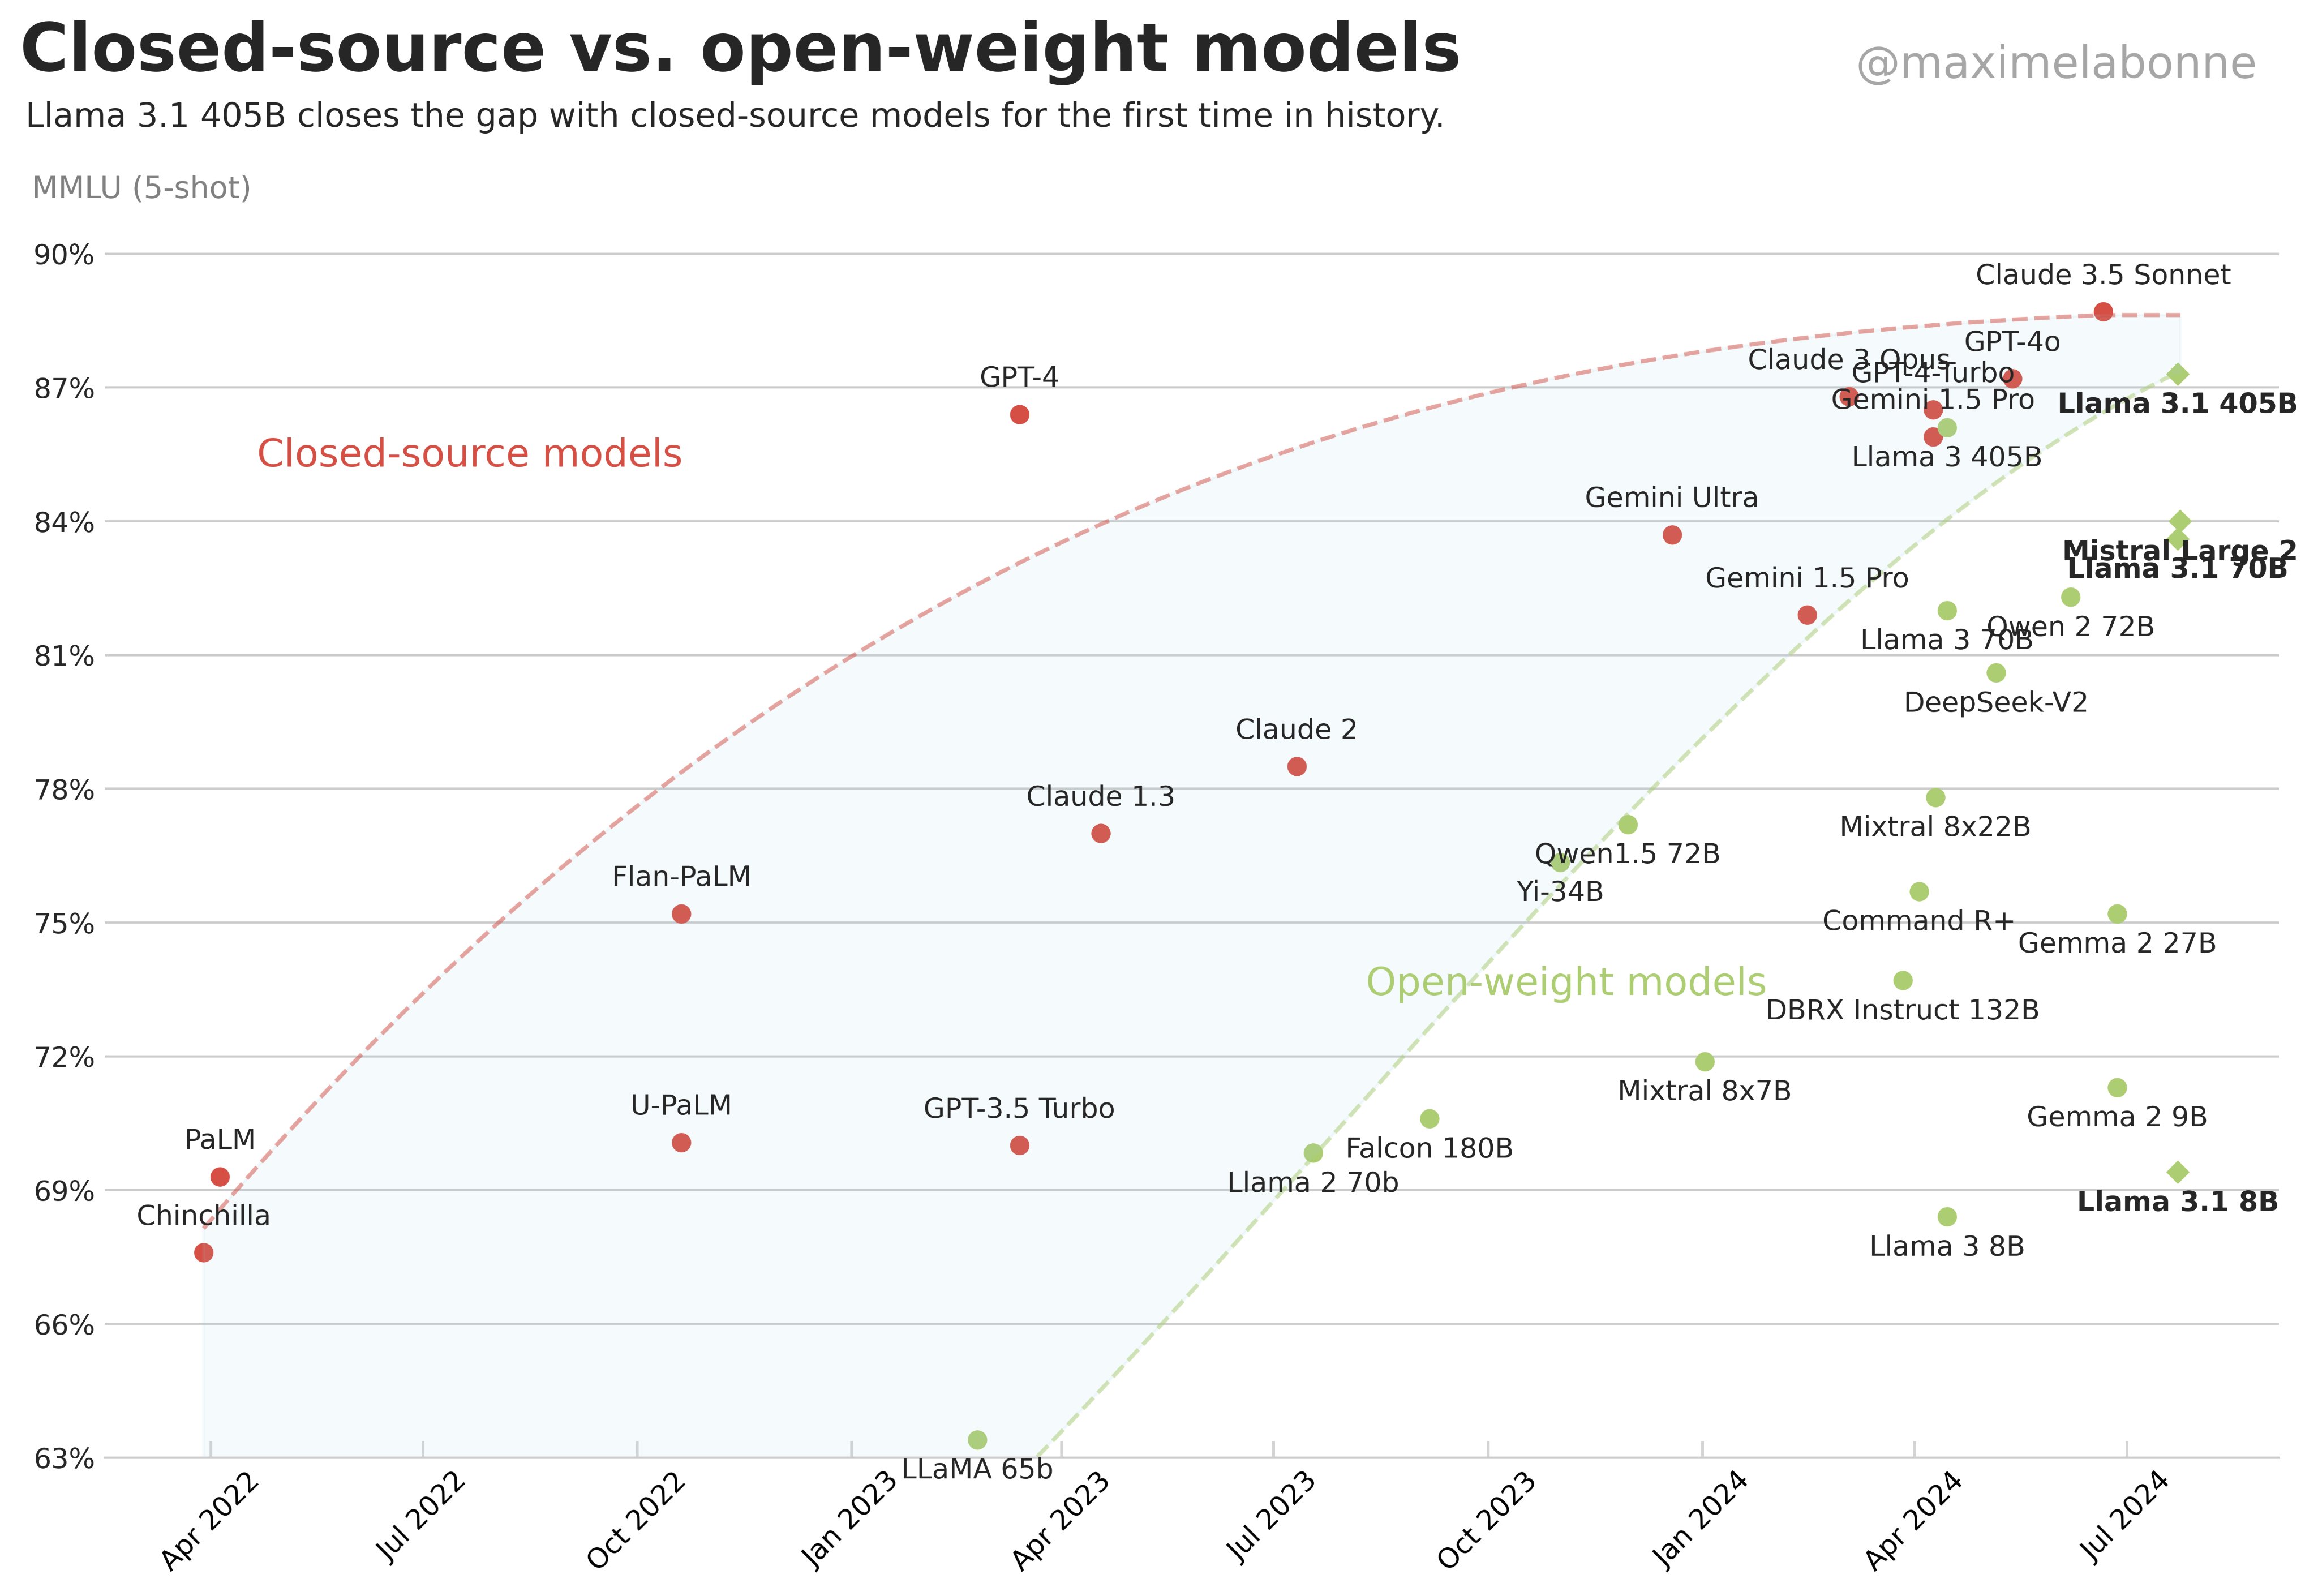 Closed-source vs. open-weight models
@maximelabonne
Llama 3.1 405B closes the gap with closed-source models for the first time in history.
MMLU (5-shot)
90%
Claude 3.5 Sonnet
GPT-4o
Claude 3 Opus
GPT-4-Turbo
GPT-4
87%
Gemini 1.5 Pro
Llama 3.1 405B
Closed-source models
Llama 3 405B
Gemini Ultra
84%
Mistral Large 2
Llama 3.1 70B
Gemini 1.5 Pro
Qwen 2 72B
Llama 3 70B
81%
DeepSeek-V2
Claude 2
78%
Claude 1.3
Mixtral 8x22B
Qwen1.5 72B
Flan-PaLM
Yi-34B
75%
Command R+
Gemma 2 27B
Open-weight models
DBRX Instruct 132B
72%
Mixtral 8x7B
U-PaLM
GPT-3.5 Turbo
Gemma 2 9B
PaLM
Falcon 180B
Llama 2 70b
69%
Llama 3.1 8B
Chinchilla
Llama 3 8B
66%
63%
LLaMA 65b
Apr 2022
Jul 2022
Oct 2022
Jan 2023
Apr 2023
Jul 2023
Oct 2023
Jan 2024
Apr 2024
Jul 2024